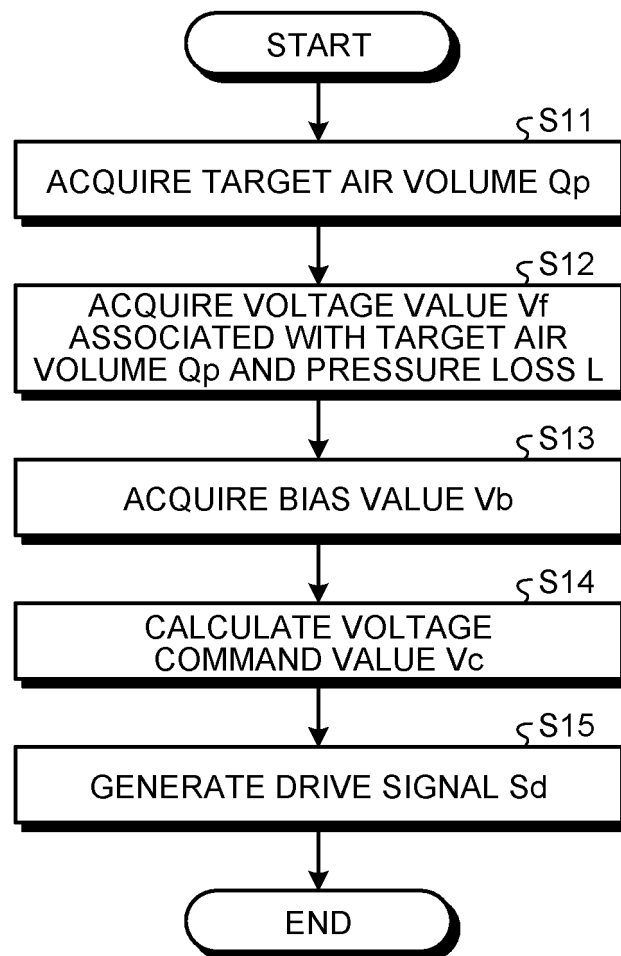 START
S11
ACQUIRE TARGET AIR VOLUME Qp
S12
ACQUIRE VOLTAGE VALUE Vf
ASSOCIATED WITH TARGET AIR
VOLUME Qp AND PRESSURE LOSS L
S13
ACQUIRE BIAS VALUE Vb
S14
CALCULATE VOLTAGE
COMMAND VALUE Vc
S15
GENERATE DRIVE SIGNAL Sd
END